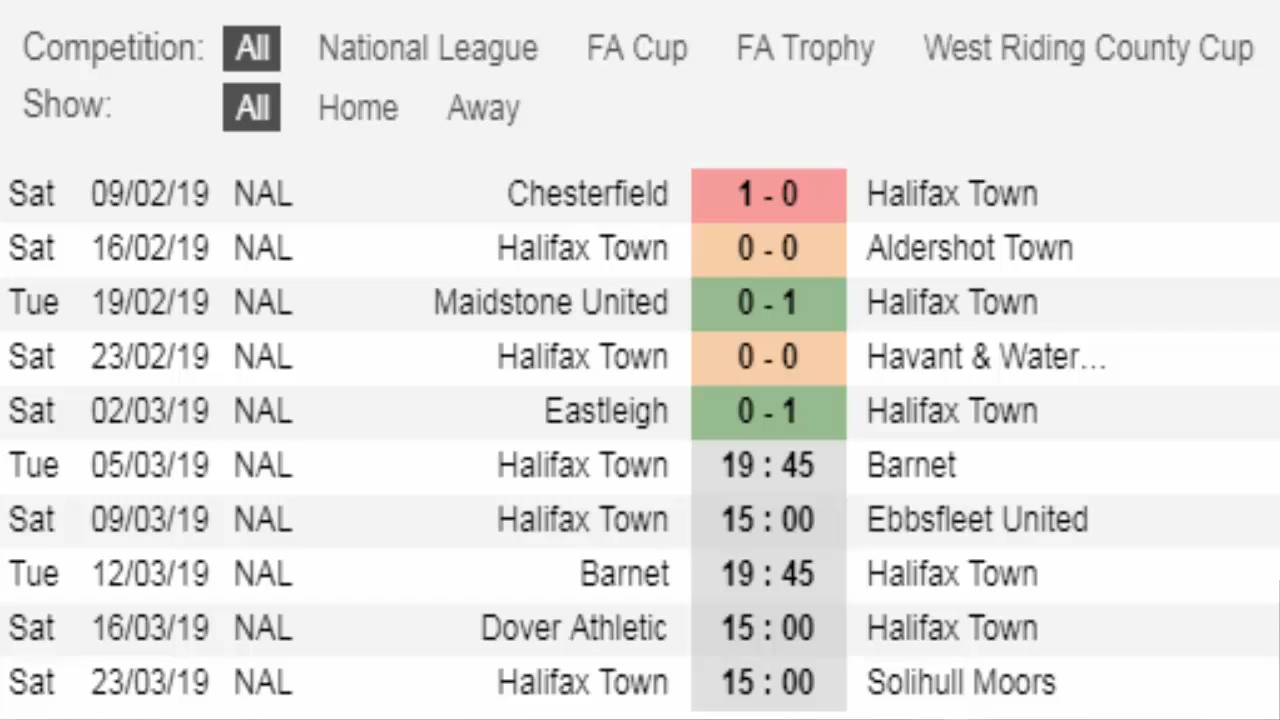 Competition: All National League FA Cup FA Trophy West Riding County Cup
Show: All Home Away
Sat 09/02/19 NAL Chesterfield 1 - 0 Halifax Town
Sat 16/02/19 NAL Halifax Town 0 - 0 Aldershot Town
Tue 19/02/19 NAL Maidstone United 0 - 1 Halifax Town
Sat 23/02/19 NAL Halifax Town 0 - 0 Havant & Water...
Sat 02/03/19 NAL Eastleigh 0 - 1 Halifax Town
Tue 05/03/19 NAL Halifax Town 19 : 45 Barnet
Sat 09/03/19 NAL Halifax Town 15 : 00 Ebbsfleet United
Tue 12/03/19 NAL Barnet 19 : 45 Halifax Town
Sat 16/03/19 NAL Dover Athletic 15 : 00 Halifax Town
Sat 23/03/19 NAL Halifax Town 15 : 00 Solihull Moors